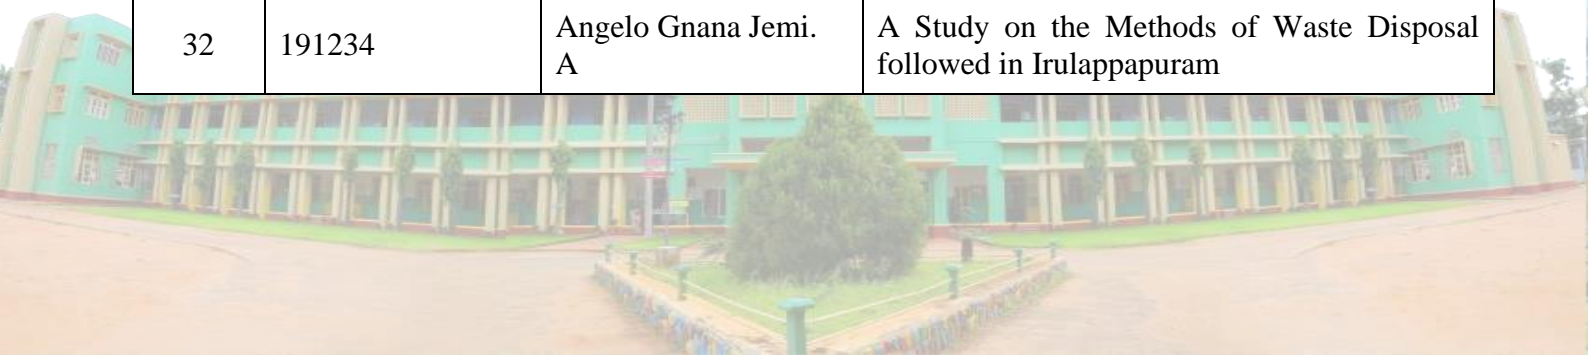 32 191234 Angelo Gnana Jemi. A Study on the Methods of Waste Disposal
A followed in Irulappapuram